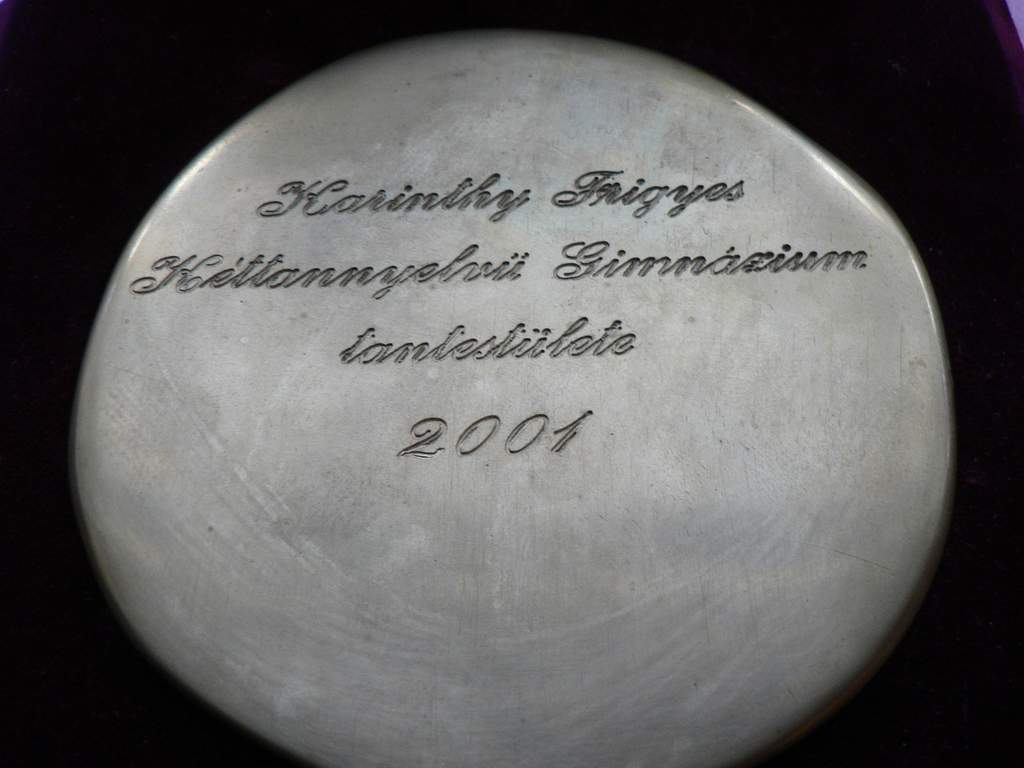 Karinthy Frigyes
Kéttannyelvű Gimnázium
tantestülete
2001